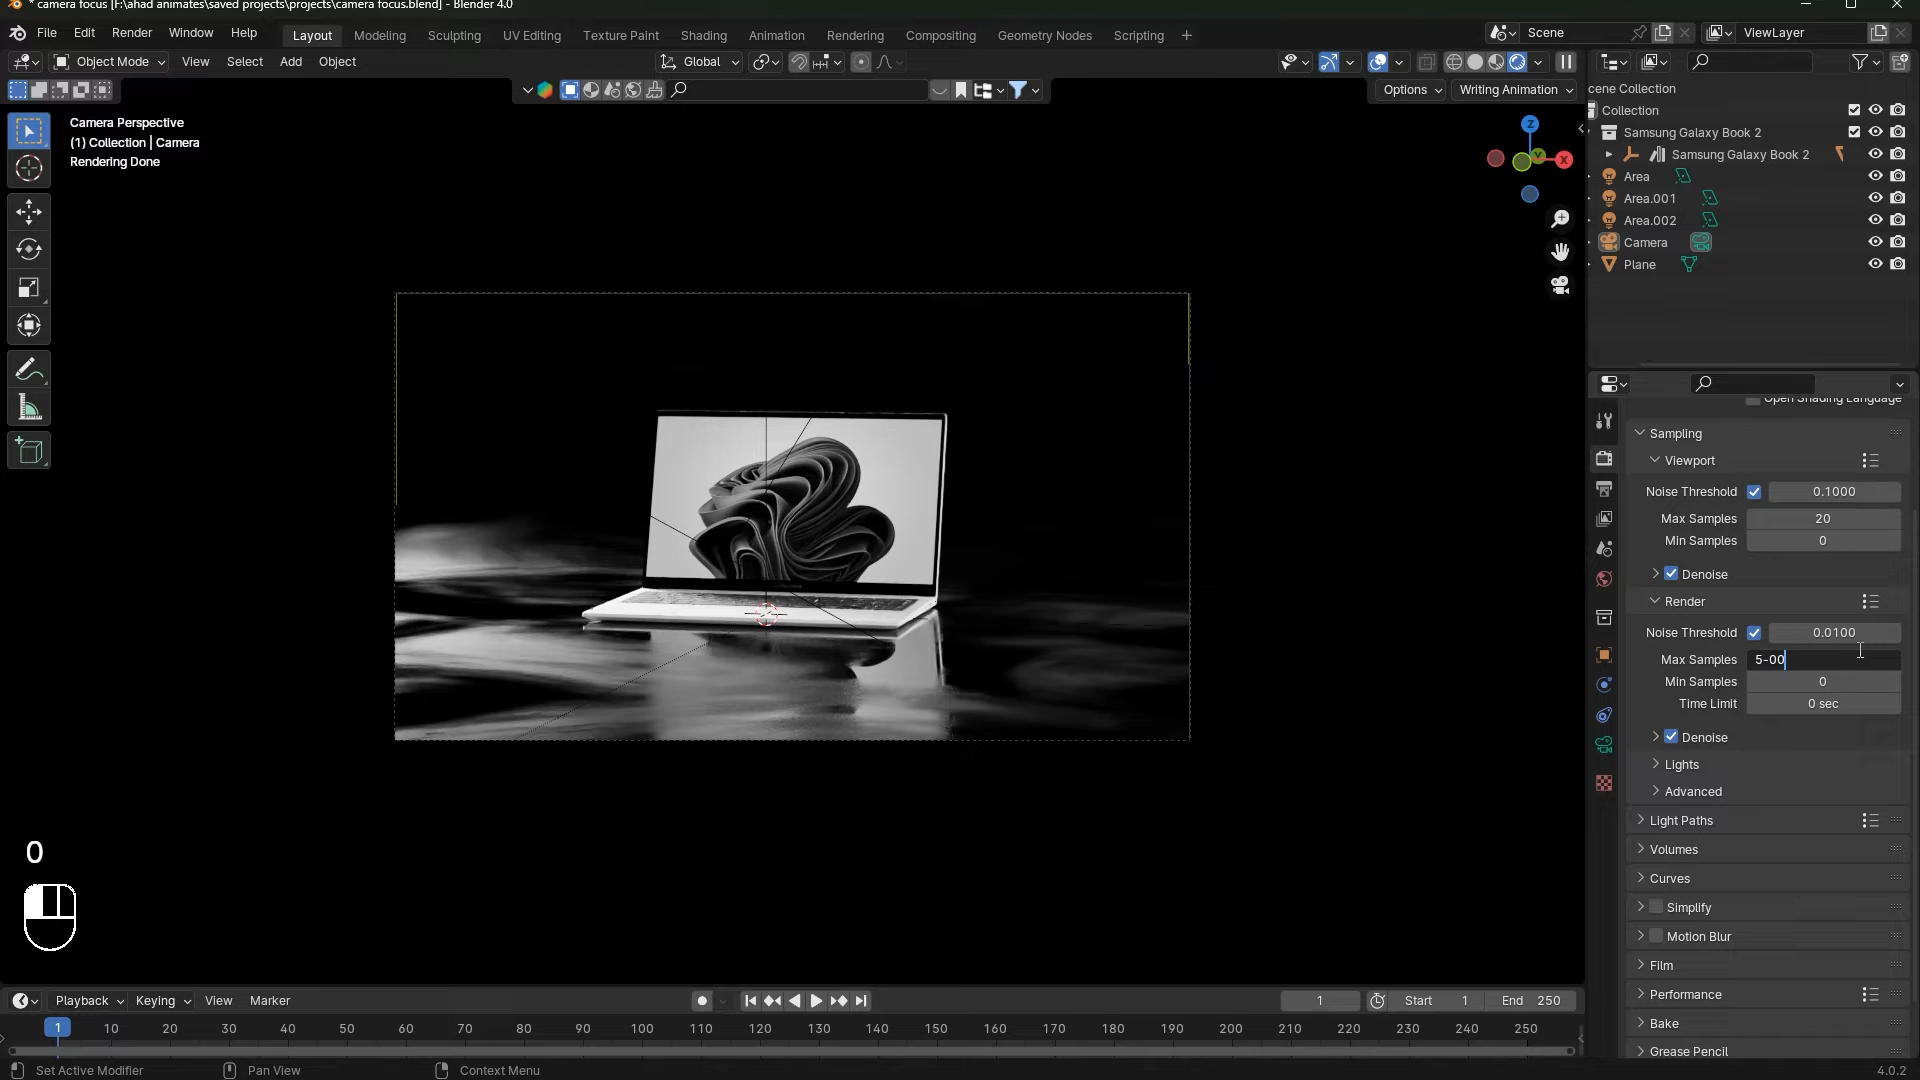 * camera focus [F:\ahad animates\saved projects\projects\camera focus.blend] - Blender 4.0
File Edit Render Window Help
Layout Modeling Sculpting UV Editing Texture Paint Shading Animation Rendering Compositing Geometry Nodes Scripting +
Scene
ViewLayer
Object Mode View Select Add Object
Global
Options Writing Animation
Camera Perspective
(1) Collection | Camera
Rendering Done
Z
Y
X
cene Collection
Collection
Samsung Galaxy Book 2
Samsung Galaxy Book 2
Area
Area.001
Area.002
Camera
Plane
Open Shading Language
Sampling
Viewport
Noise Threshold 0.1000
Max Samples 20
Min Samples 0
Denoise
Render
Noise Threshold 0.0100
Max Samples 5-00
Min Samples 0
Time Limit 0 sec
Denoise
Lights
Advanced
Light Paths
Volumes
Curves
Simplify
Motion Blur
Film
Performance
Bake
Grease Pencil
0
Playback Keying View Marker
1 Start 1 End 250
1 10 20 30 40 50 60 70 80 90 100 110 120 130 140 150 160 170 180 190 200 210 220 230 240 250
Set Active Modifier Pan View Context Menu
4.0.2